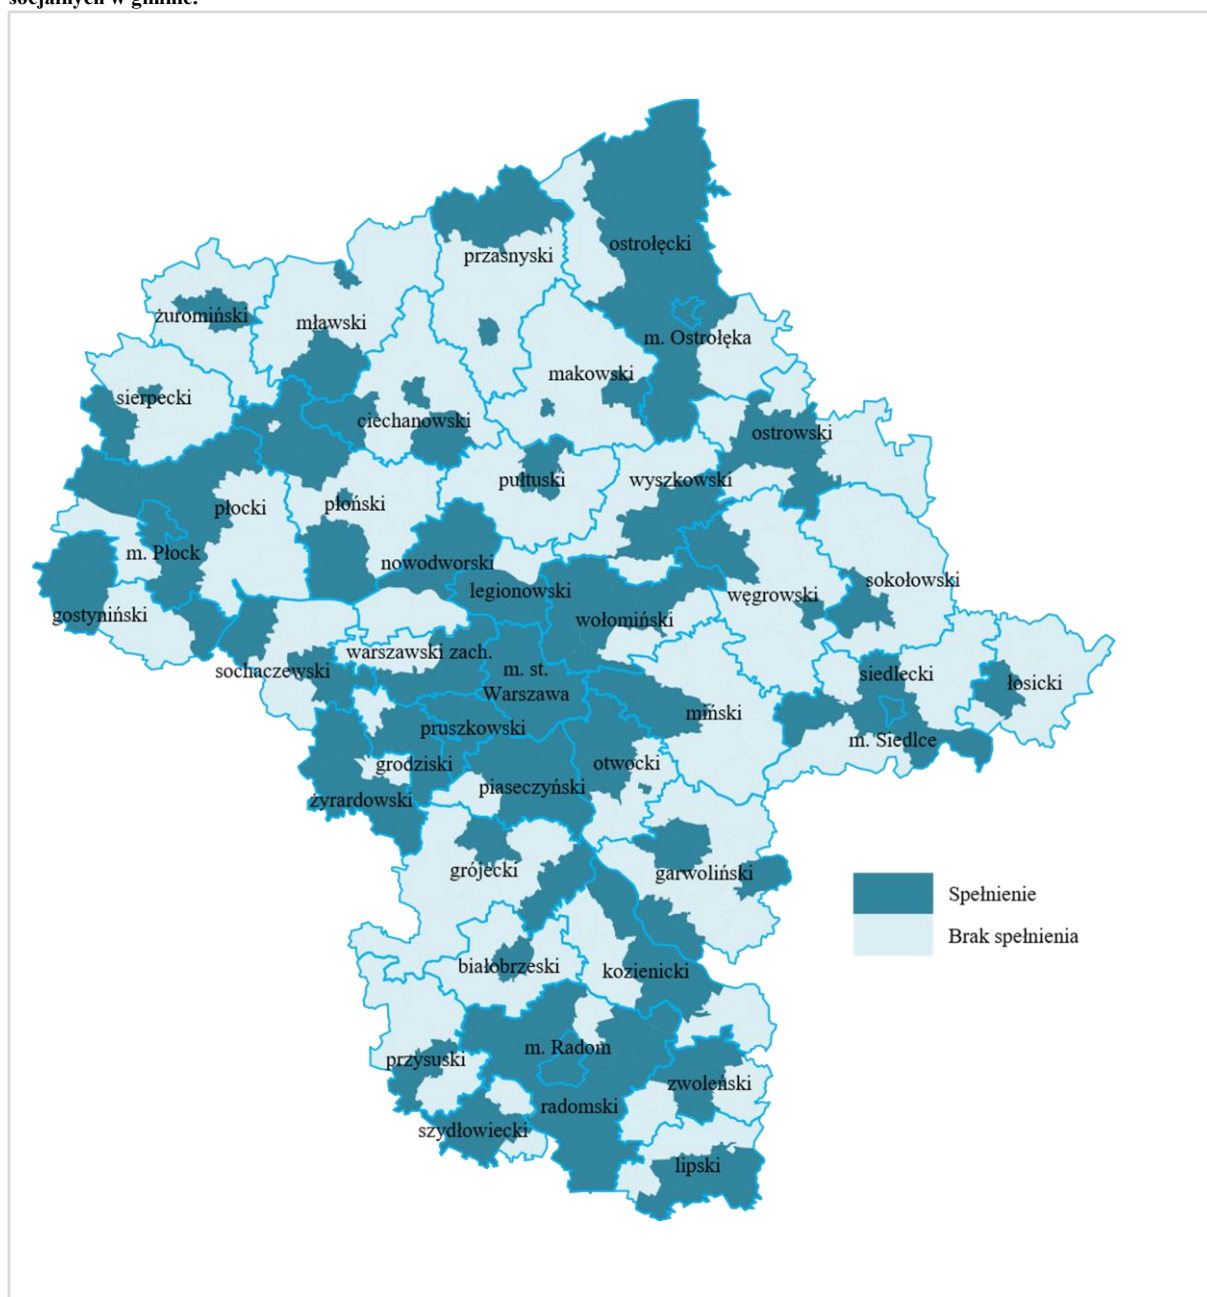 socjalnych w gminie.
ostrołęcki
przasnyski
żuromiński
mławski
m. Ostrołęka
makowski
sierpecki
ciechanowski
ostrowski
pułtuski
wyszkowski
płocki
płoński
m. Płock
nowodworski
legionowski
sokołowski
węgrowski
gostyniński
wołomiński
warszawski zach.
sochaczewski
m. st.
Warszawa
siedlecki
łosicki
miński
pruszkowski
m. Siedlce
grodziski
otwocki
piaseczyński
żyrardowski
grójecki
garwoliński
Spełnienie
Brak spełnienia
białobrzeski
kozienicki
m. Radom
przysuski
zwoleński
radomski
szydłowiecki
lipski